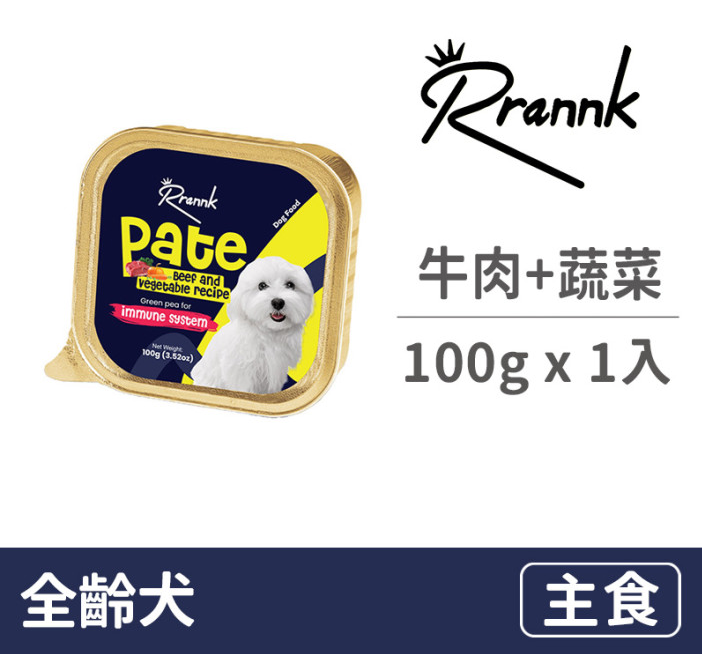 Rrannk
牛肉+蔬菜
100g x 1入
Rrannk
Pate
Dog Food
Beef and
vegetable recipe
Green pea for
immune system
Net Weight
100g (3.52oz)
全齡犬
主食